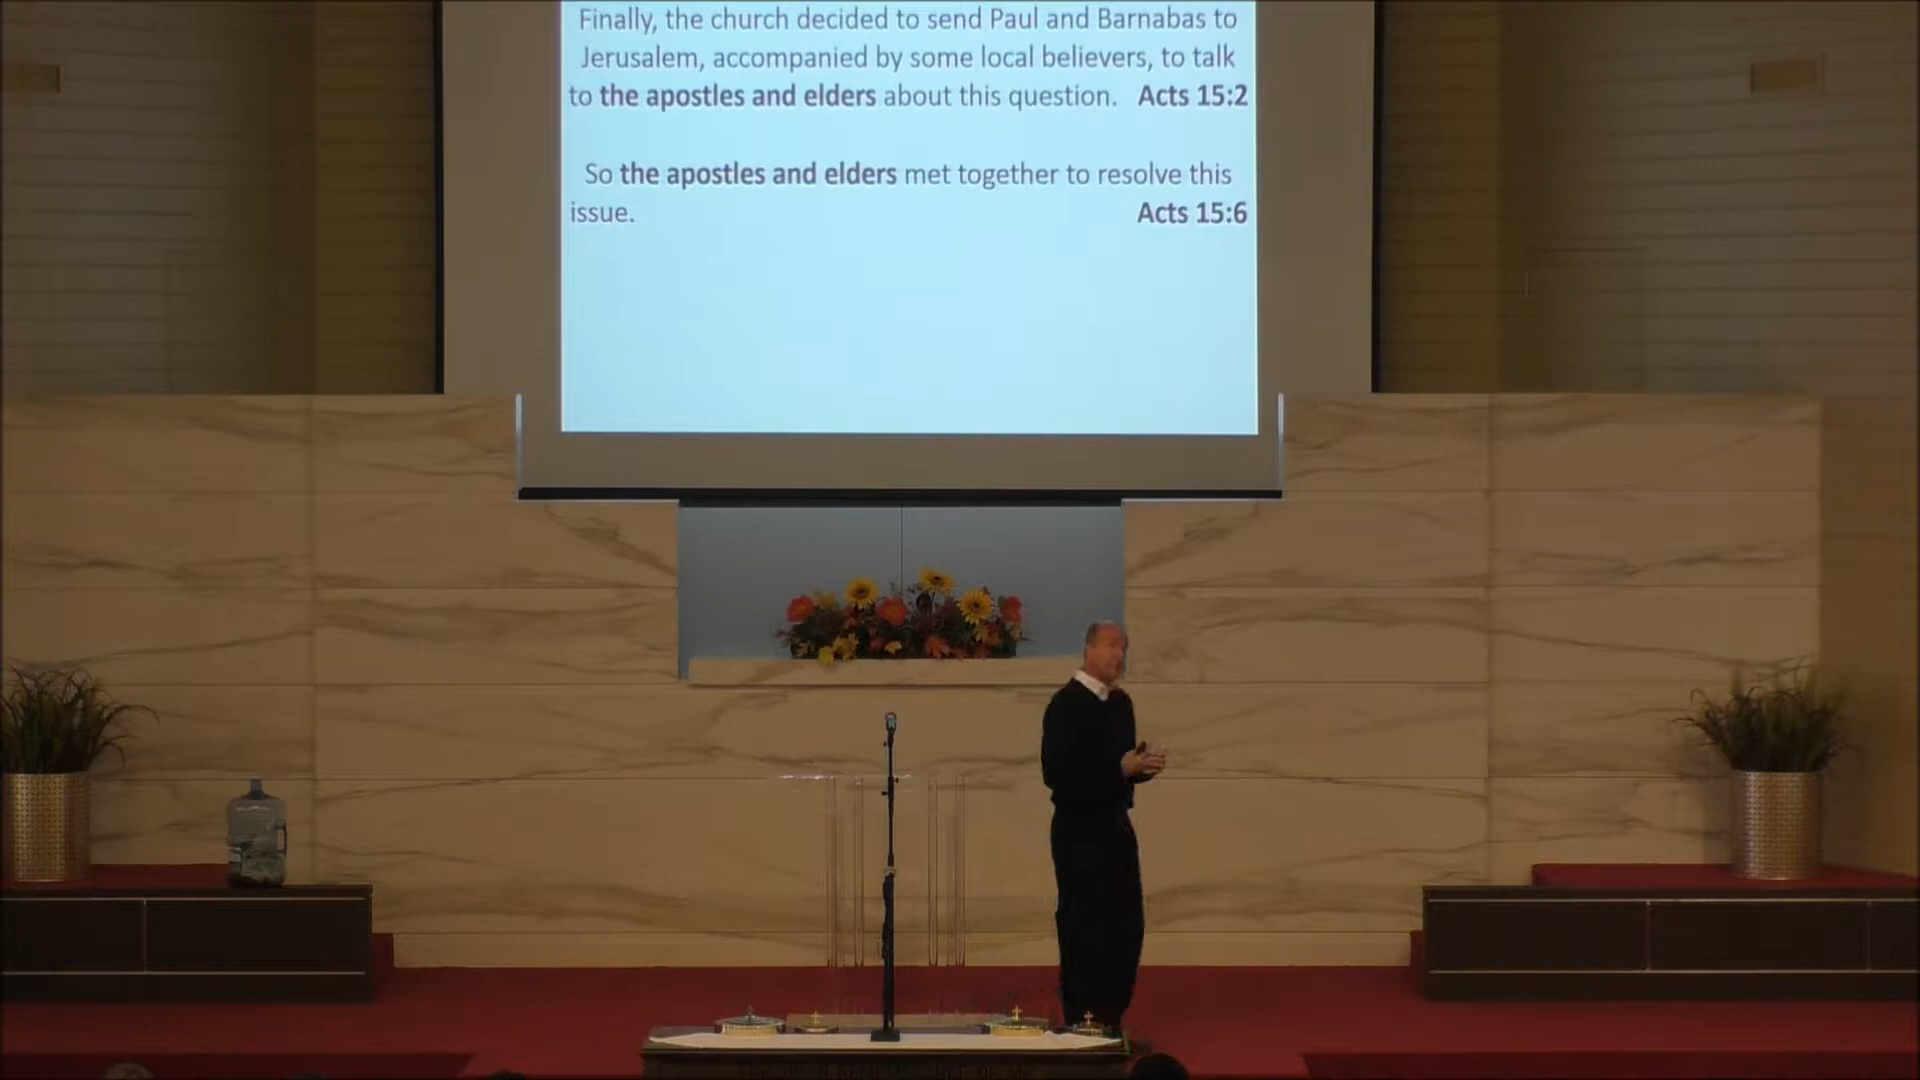 Finally, the church decided to send Paul and Barnabas to
Jerusalem, accompanied by some local believers, to talk
to the apostles and elders about this question. Acts 15:2
So the apostles and elders met together to resolve this
issue. Acts 15:6